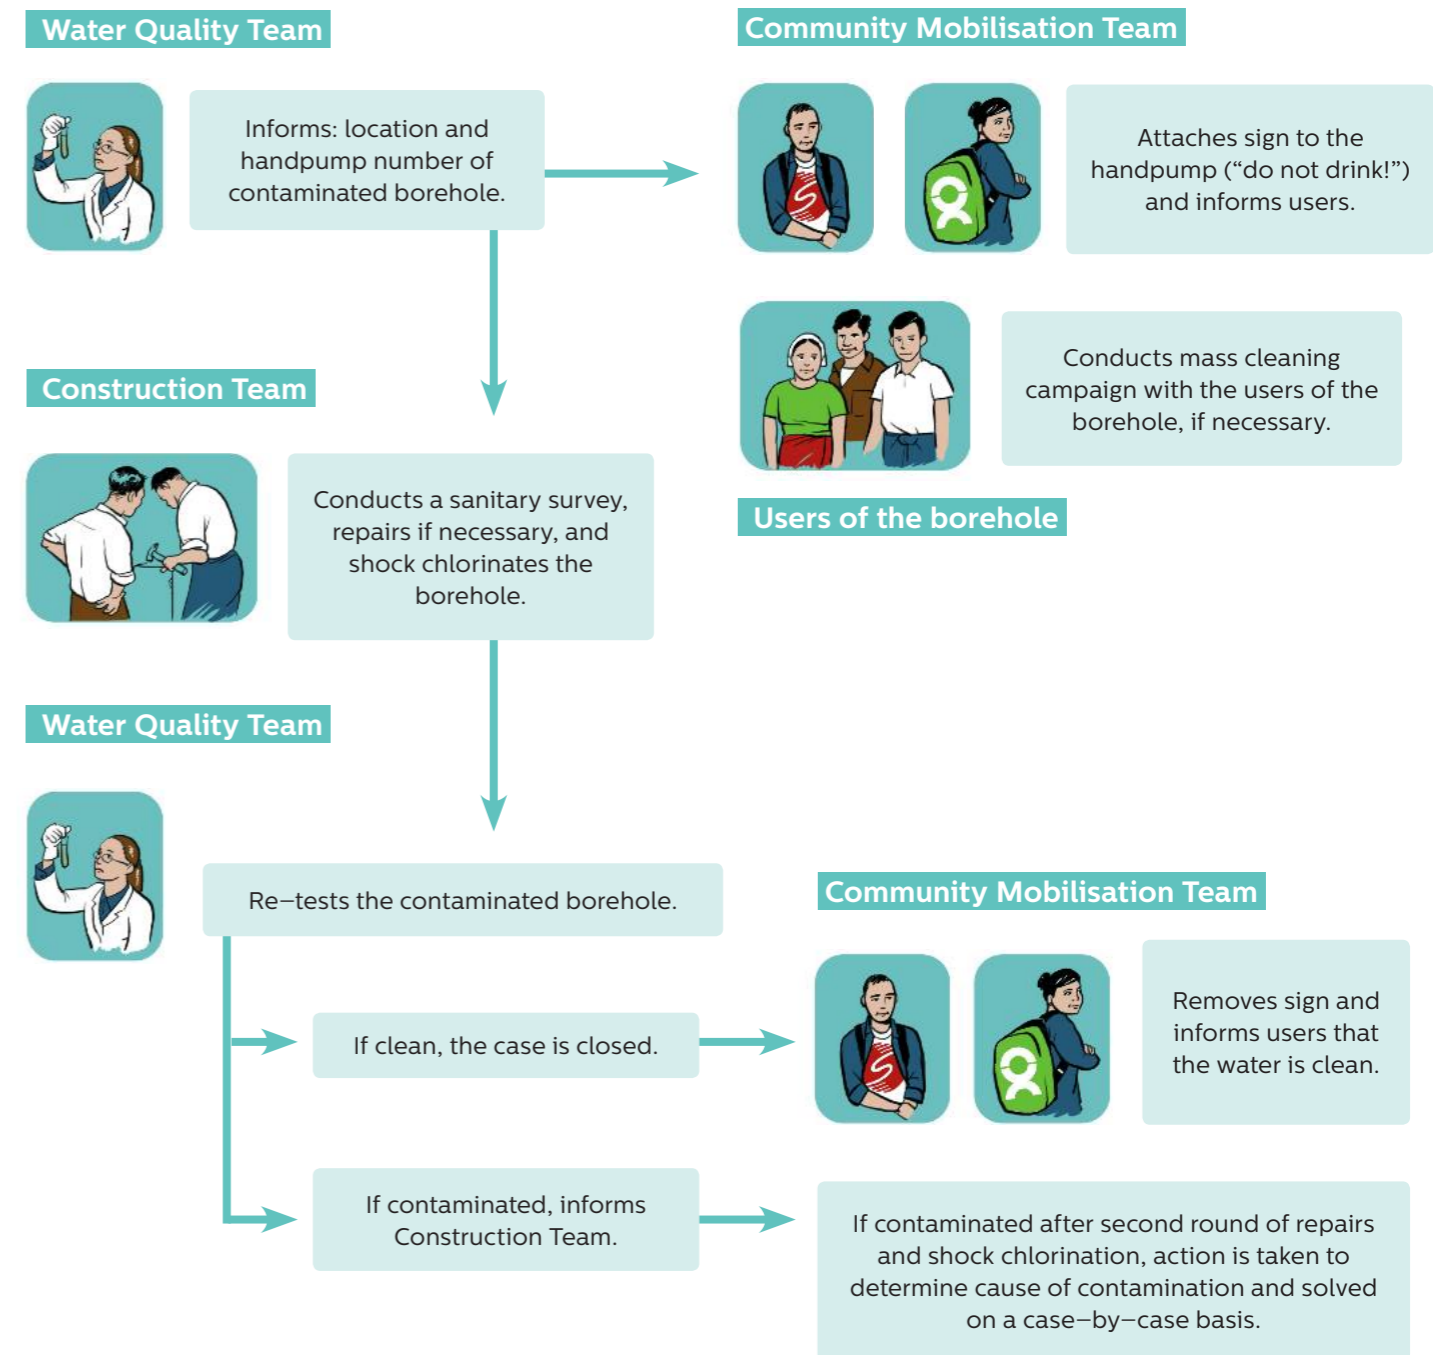 Water Quality Team
Informs: location and
handpump number of
contaminated borehole.
Community Mobilisation Team
Attaches sign to the
handpump (“do not drink!”)
and informs users.
Conducts mass cleaning
campaign with the users of the
borehole, if necessary.
Users of the borehole
Construction Team
Conducts a sanitary survey,
repairs if necessary, and
shock chlorinates the
borehole.
Water Quality Team
Re–tests the contaminated borehole.
If clean, the case is closed.
Community Mobilisation Team
Removes sign and
informs users that
the water is clean.
If contaminated, informs
Construction Team.
If contaminated after second round of repairs
and shock chlorination, action is taken to
determine cause of contamination and solved
on a case–by–case basis.